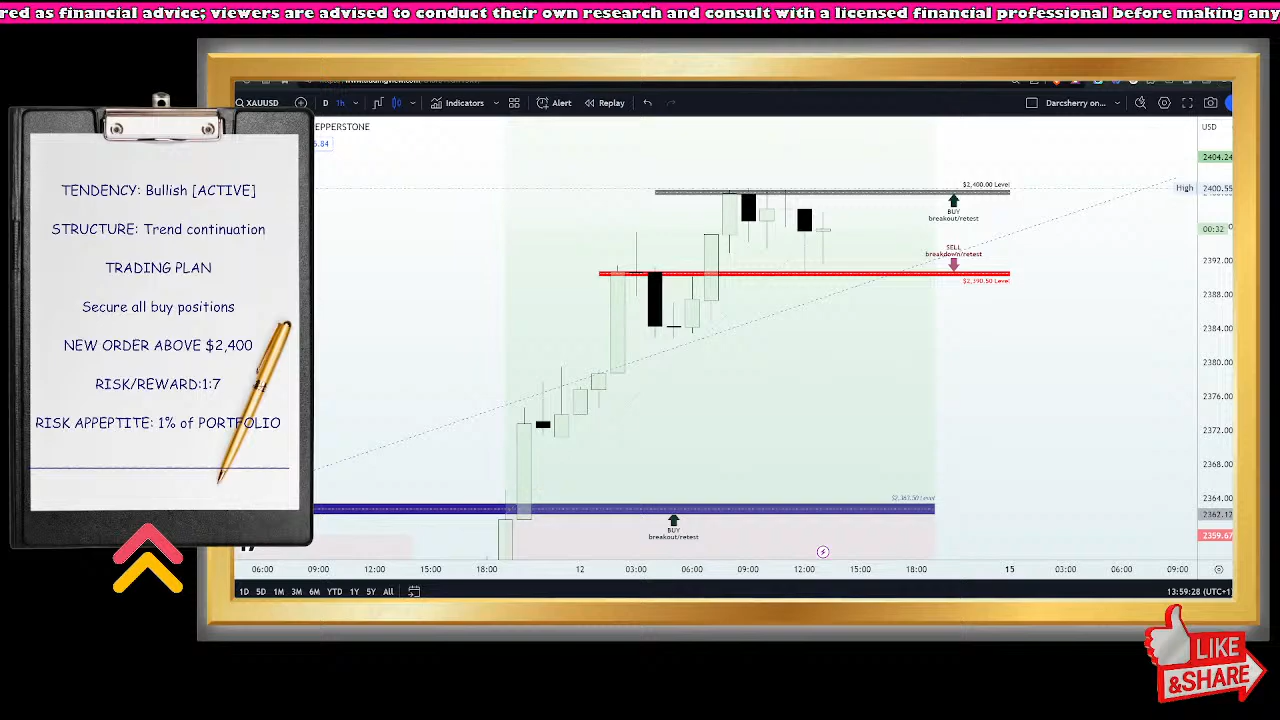 red as financial advice; viewers are advised to conduct their own research and consult with a licensed financial professional before making any
XAUUSD D 1h Indicators Alert Replay Darcsherry on...
EPPERSTONE
USD
5.84
TENDENCY: Bullish [ACTIVE]
STRUCTURE: Trend continuation
TRADING PLAN
Secure all buy positions
NEW ORDER ABOVE $2,400
RISK/REWARD:1:7
RISK APPEPTITE: 1% of PORTFOLIO
$2,400.00 Level
BUY
breakout/retest
SELL
breakdown/retest
$2,390.50 Level
BUY
breakout/retest
2404.24
High 2400.55
00:32
2392.00
2388.00
2384.00
2380.00
2376.00
2372.00
2368.00
2364.00
2362.12
2359.67
06:00 09:00 12:00 15:00 18:00 12 03:00 06:00 09:00 12:00 15:00 18:00 15 03:00 06:00 09:00
1D 5D 1M 3M 6M YTD 1Y 5Y All
13:59:28 (UTC+1
LIKE
&SHARE